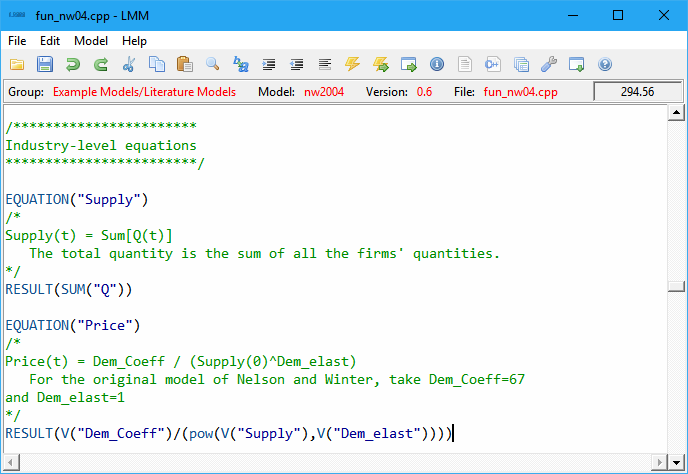 fun_nw04.cpp - LMM
File Edit Model Help
Group: Example Models/Literature Models Model: nw2004 Version: 0.6 File: fun_nw04.cpp 294.56
/***********************
Industry-level equations
************************/
EQUATION("Supply")
/*
Supply(t) = Sum[Q(t)]
The total quantity is the sum of all the firms' quantities.
*/
RESULT(SUM("Q"))
EQUATION("Price")
/*
Price(t) = Dem_Coeff / (Supply(0)^Dem_elast)
For the original model of Nelson and Winter, take Dem_Coeff=67
and Dem_elast=1
*/
RESULT(V("Dem_Coeff")/(pow(V("Supply"),V("Dem_elast"))))